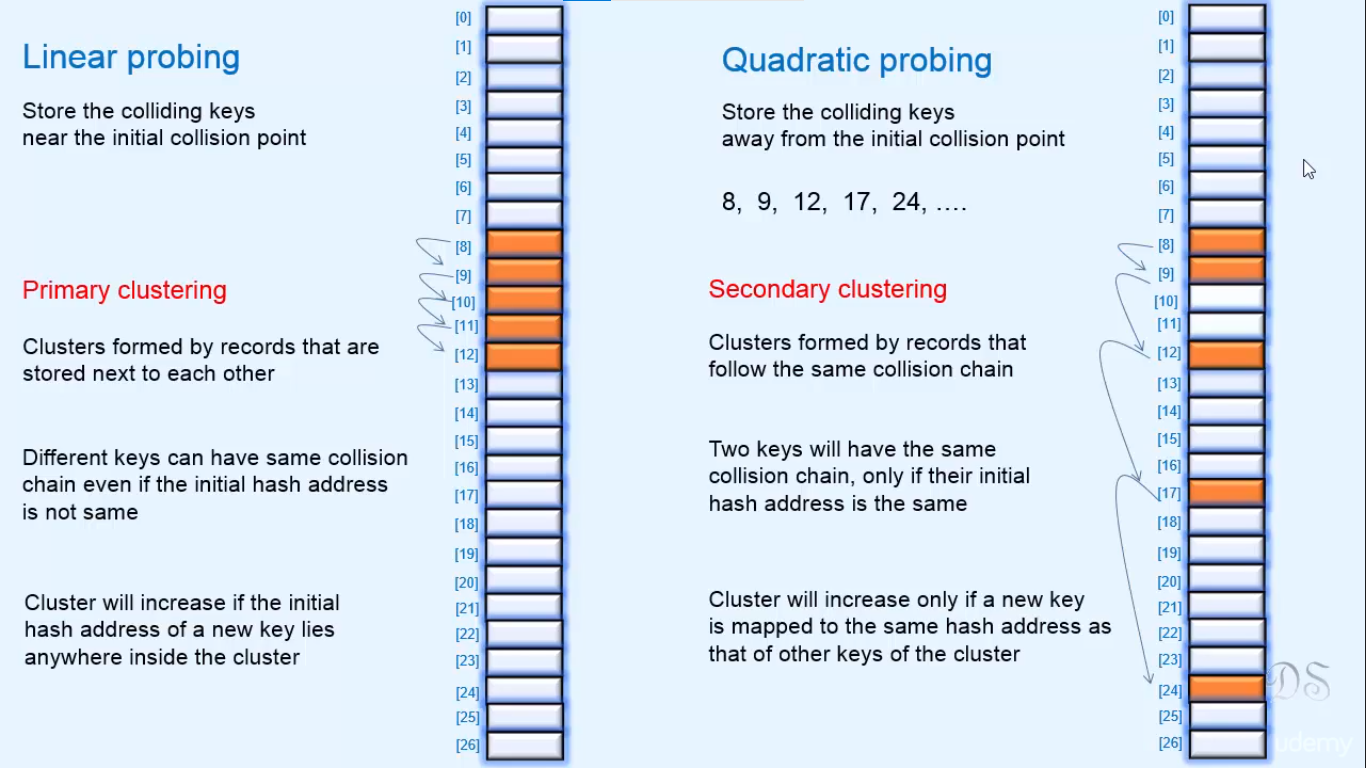 Linear probing
Store the colliding keys
near the initial collision point
Primary clustering
Clusters formed by records that are
stored next to each other
Different keys can have same collision
chain even if the initial hash address
is not same
Cluster will increase if the initial
hash address of a new key lies
anywhere inside the cluster
[0]
[1]
[2]
[3]
[4]
[5]
[6]
[7]
[8]
[9]
[10]
[11]
[12]
[13]
[14]
[15]
[16]
[17]
[18]
[19]
[20]
[21]
[22]
[23]
[24]
[25]
[26]
Quadratic probing
Store the colliding keys
away from the initial collision point
8, 9, 12, 17, 24, ....
Secondary clustering
Clusters formed by records that
follow the same collision chain
Two keys will have the same
collision chain, only if their initial
hash address is the same
Cluster will increase only if a new key
is mapped to the same hash address as
that of other keys of the cluster
[0]
[1]
[2]
[3]
[4]
[5]
[6]
[7]
[8]
[9]
[10]
[11]
[12]
[13]
[14]
[15]
[16]
[17]
[18]
[19]
[20]
[21]
[22]
[23]
[24]
[25]
[26]
DS
udemy